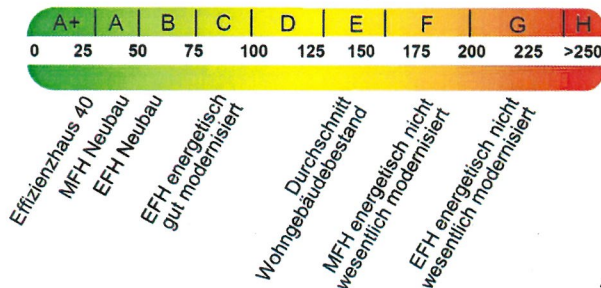 A+ A B C D E F G H
0 25 50 75 100 125 150 175 200 225 >250
Effizienzhaus 40
MFH Neubau
EFH Neubau
EFH energetisch
gut modernisiert
Durchschnitt
Wohngebäudebestand
MFH energetisch nicht
wesentlich modernisiert
EFH energetisch nicht
wesentlich modernisiert